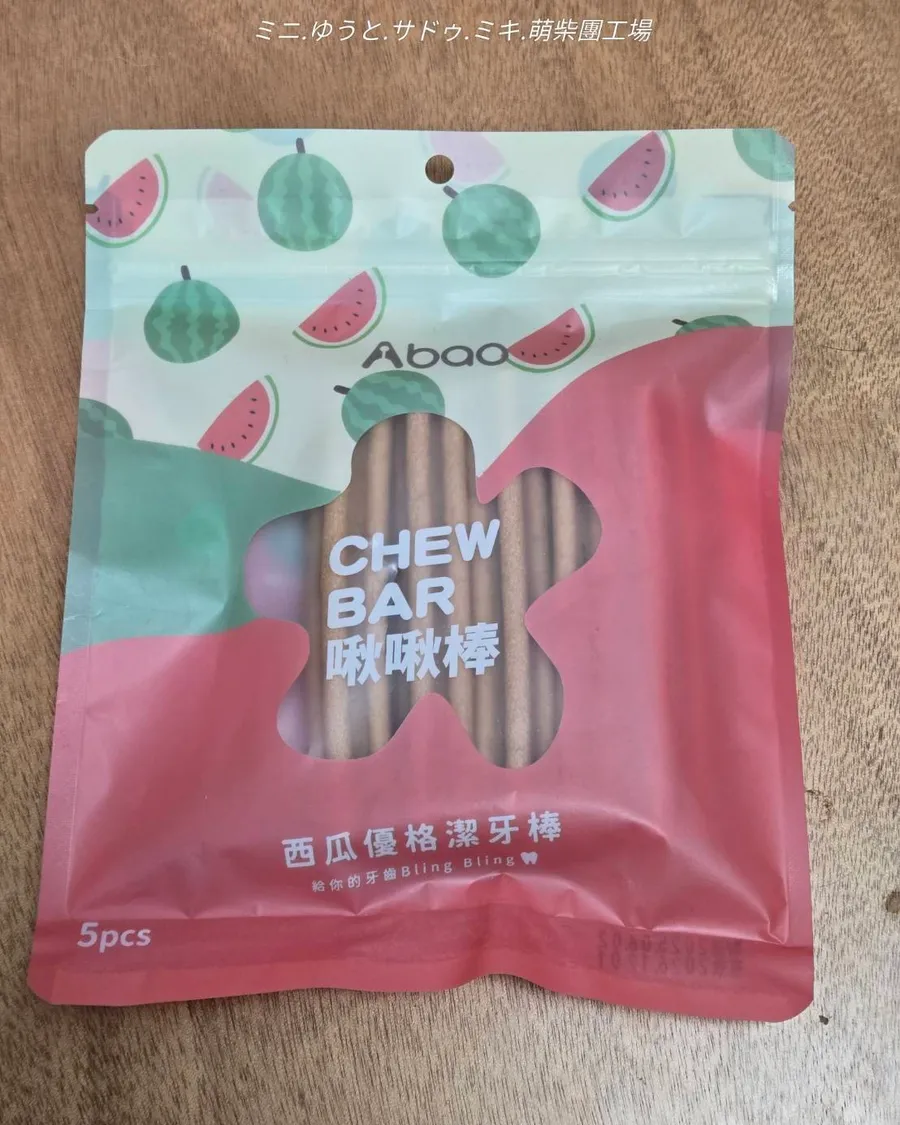 ミニ.ゆうと.サドゥ.ミキ.萌柴團工場
Abao
CHEW
BAR
啾啾棒
西瓜優格潔牙棒
給你的牙齒Bling Bling
5pcs